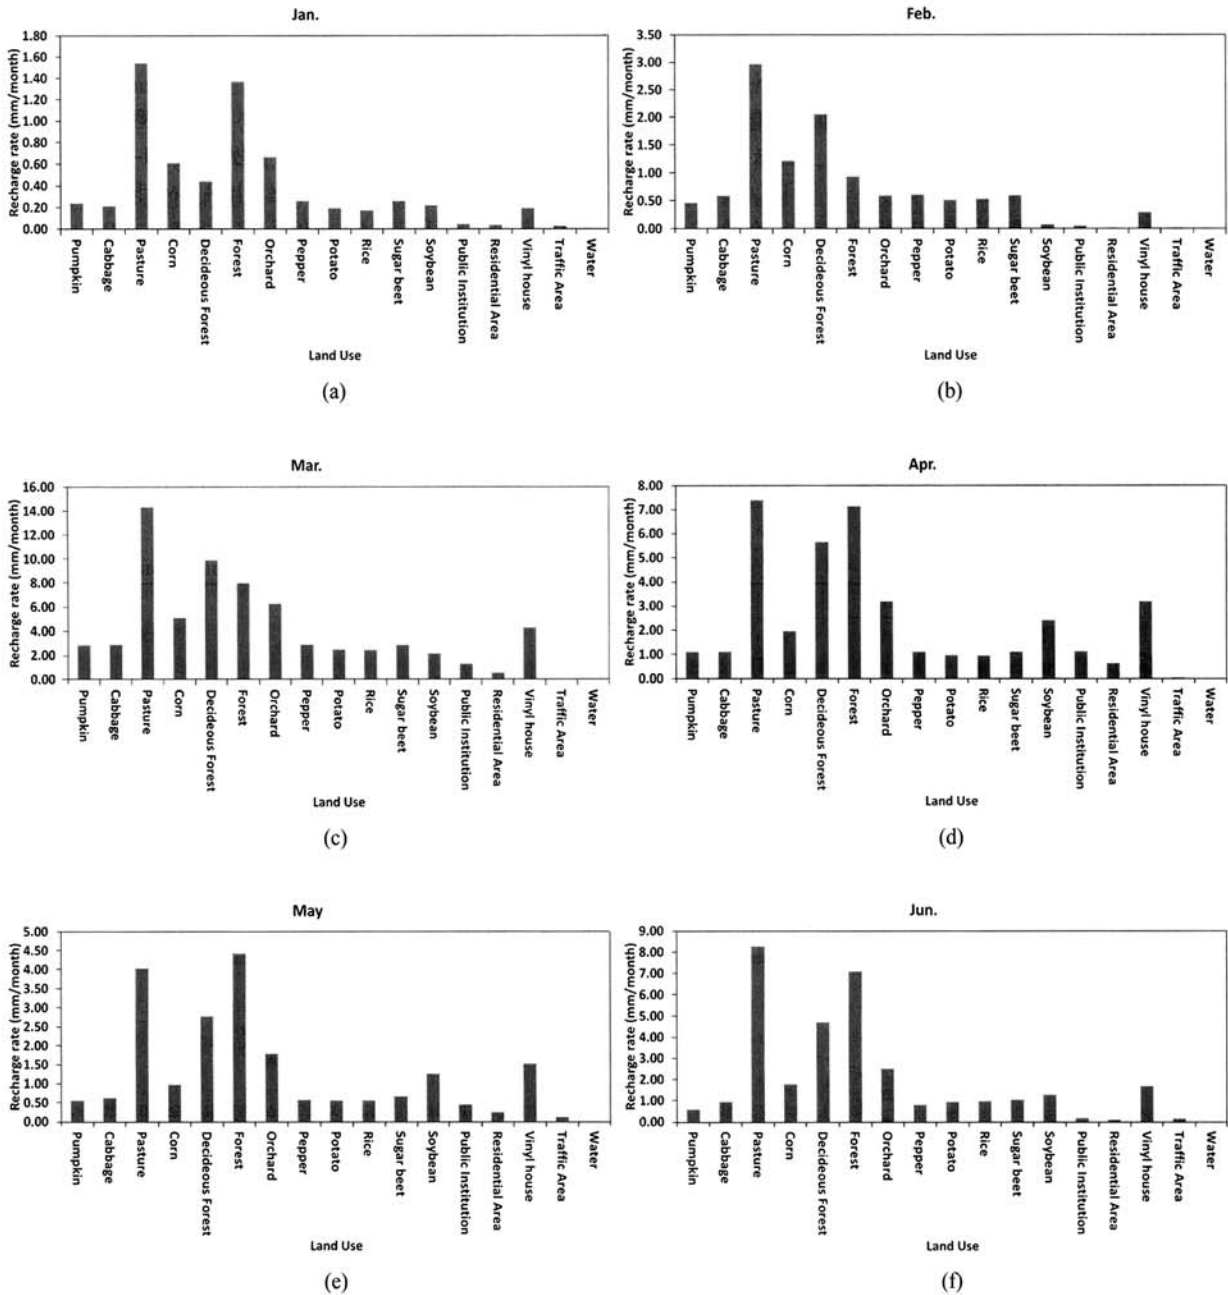 Jan.
Recharge rate (mm/month)
1.80
1.60
1.40
1.20
1.00
0.80
0.60
0.40
0.20
0.00
Pumpkin
Cabbage
Pasture
Corn
Decideous Forest
Forest
Orchard
Pepper
Potato
Rice
Sugar beet
Soybean
Public Institution
Residential Area
Vinyl house
Traffic Area
Water
Land Use
(a)
Feb.
Recharge rate (mm/month)
3.50
3.00
2.50
2.00
1.50
1.00
0.50
0.00
Pumpkin
Cabbage
Pasture
Corn
Decideous Forest
Forest
Orchard
Pepper
Potato
Rice
Sugar beet
Soybean
Public Institution
Residential Area
Vinyl house
Traffic Area
Water
Land Use
(b)
Mar.
Recharge rate (mm/month)
16.00
14.00
12.00
10.00
8.00
6.00
4.00
2.00
0.00
Pumpkin
Cabbage
Pasture
Corn
Decideous Forest
Forest
Orchard
Pepper
Potato
Rice
Sugar beet
Soybean
Public Institution
Residential Area
Vinyl house
Traffic Area
Water
Land Use
(c)
Apr.
Recharge rate (mm/month)
8.00
7.00
6.00
5.00
4.00
3.00
2.00
1.00
0.00
Pumpkin
Cabbage
Pasture
Corn
Decideous Forest
Forest
Orchard
Pepper
Potato
Rice
Sugar beet
Soybean
Public Institution
Residential Area
Vinyl house
Traffic Area
Water
Land Use
(d)
May
Recharge rate (mm/month)
5.00
4.50
4.00
3.50
3.00
2.50
2.00
1.50
1.00
0.50
0.00
Pumpkin
Cabbage
Pasture
Corn
Decideous Forest
Forest
Orchard
Pepper
Potato
Rice
Sugar beet
Soybean
Public Institution
Residential Area
Vinyl house
Traffic Area
Water
Land Use
(e)
Jun.
Recharge rate (mm/month)
9.00
8.00
7.00
6.00
5.00
4.00
3.00
2.00
1.00
0.00
Pumpkin
Cabbage
Pasture
Corn
Decideous Forest
Forest
Orchard
Pepper
Potato
Rice
Sugar beet
Soybean
Public Institution
Residential Area
Vinyl house
Traffic Area
Water
Land Use
(f)